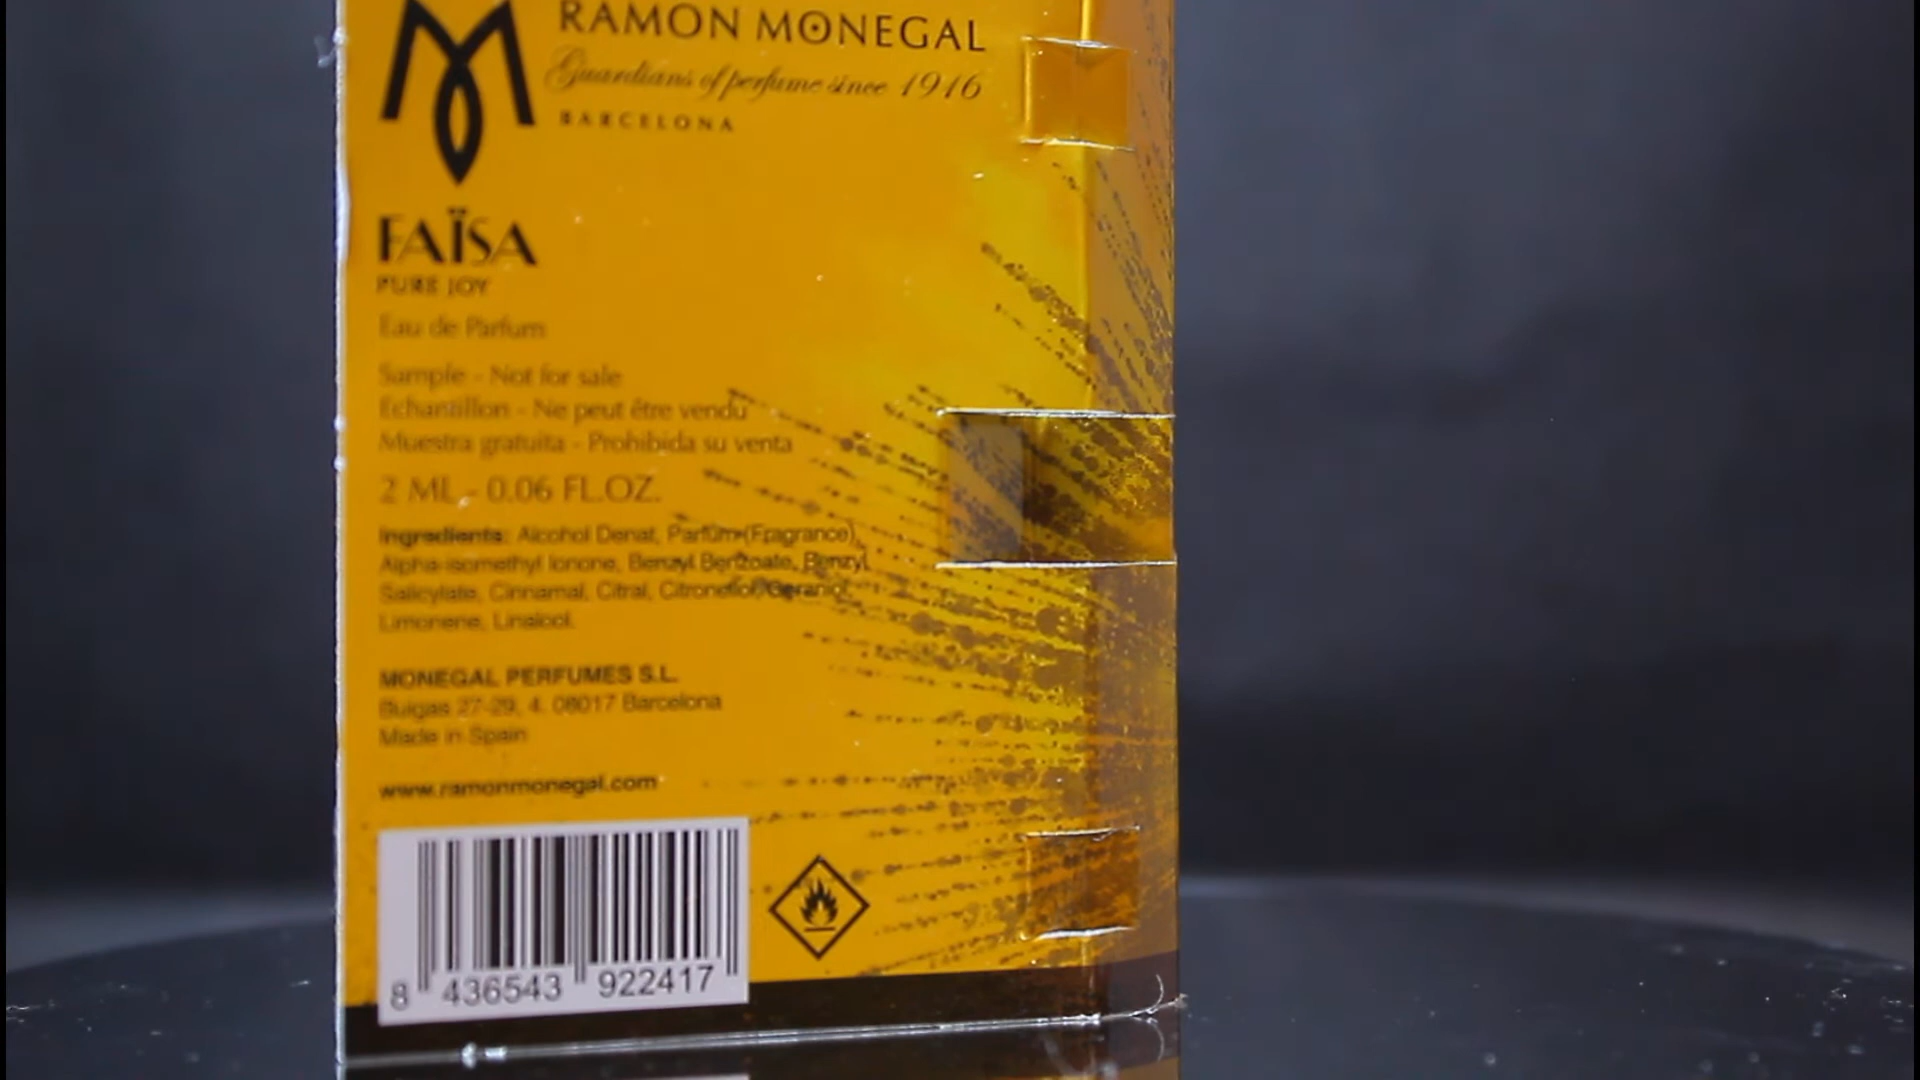 RAMON MONEGAL
Guardians of perfume since 1916
BARCELONA
FAÏSA
PURE JOY
Eau de Parfum
Sample - Not for sale
Échantillon - Ne peut être vendu
Muestra gratuita - Prohibida su venta
2 ML - 0.06 FL.OZ.
Ingredients: Alcohol Denat, Parfum (Fragrance),
Alpha-isomethyl Ionone, Benzyl Benzoate, Benzyl
Salicylate, Cinnamal, Citral, Citronellol, Geraniol,
Limonene, Linalool.
MONEGAL PERFUMES S.L.
Buigas 27-29, 4. 08017 Barcelona
Made in Spain
www.ramonmonegal.com
8 436543 922417